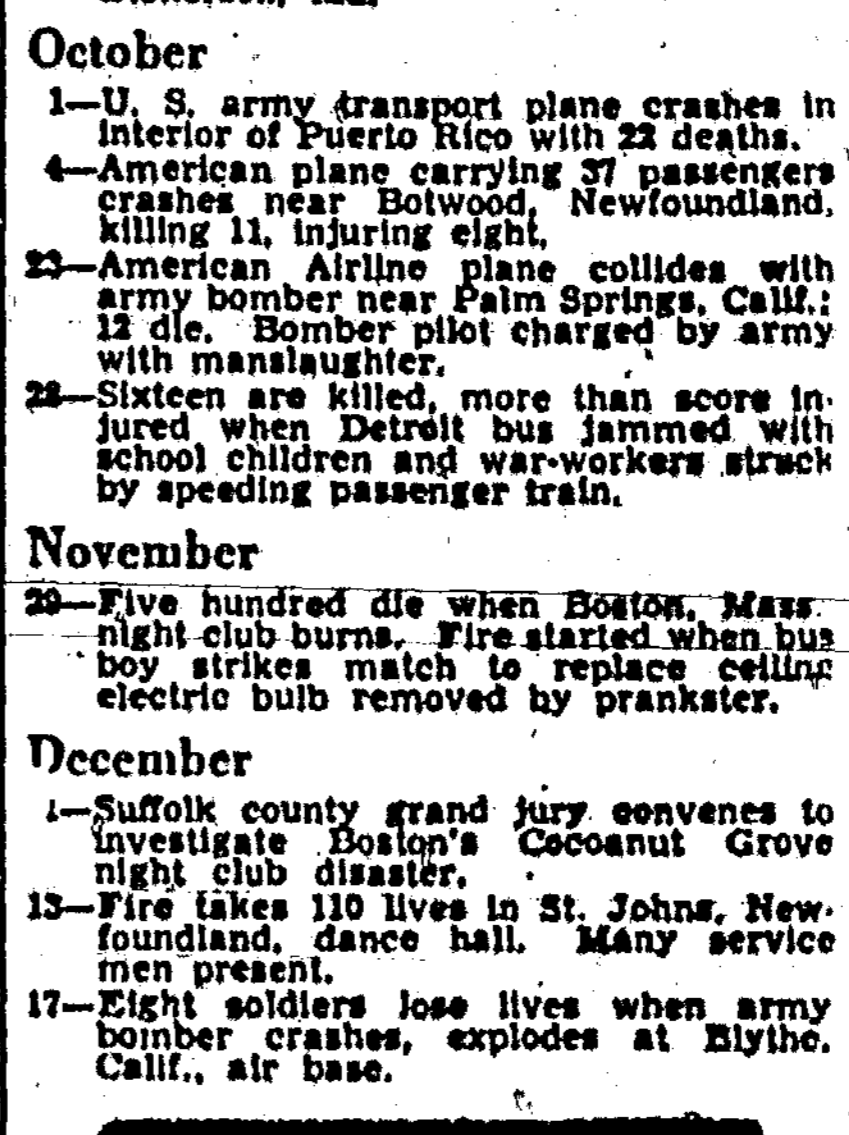 October
1—U. S. army transport plane crashes in
interior of Puerto Rico with 22 deaths.
4—American plane carrying 37 passengers
crashes near Botwood, Newfoundland,
killing 11, injuring eight.
23—American Airline plane collides with
army bomber near Palm Springs, Calif.;
12 die. Bomber pilot charged by army
with manslaughter.
28—Sixteen are killed, more than score in-
jured when Detroit bus jammed with
school children and war-workers struck
by speeding passenger train.
November
29—Five hundred die when Boston, Mass.
night club burns. Fire started when bus
boy strikes match to replace ceiling
electric bulb removed by prankster.
December
1—Suffolk county grand jury convenes to
investigate Boston's Cocoanut Grove
night club disaster.
13—Fire takes 110 lives in St. Johns, New-
foundland, dance hall. Many service
men present.
17—Eight soldiers lose lives when army
bomber crashes, explodes at Blythe,
Calif., air base.